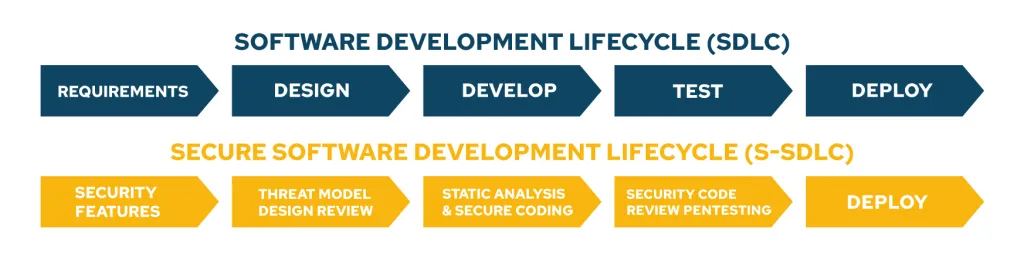 SOFTWARE DEVELOPMENT LIFECYCLE (SDLC)
REQUIREMENTS
DESIGN
DEVELOP
TEST
DEPLOY
SECURE SOFTWARE DEVELOPMENT LIFECYCLE (S-SDLC)
SECURITY
FEATURES
THREAT MODEL
DESIGN REVIEW
STATIC ANALYSIS
& SECURE CODING
SECURITY CODE
REVIEW PENTESTING
DEPLOY